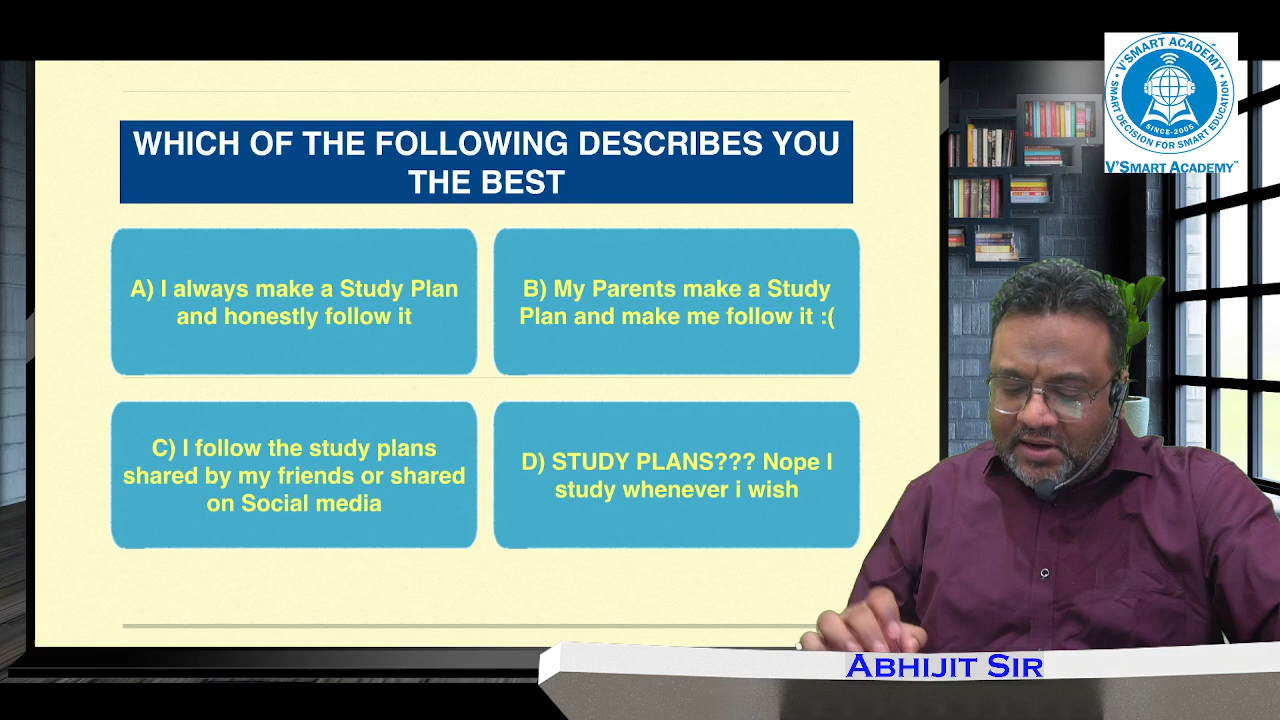 WHICH OF THE FOLLOWING DESCRIBES YOU
THE BEST
A) I always make a Study Plan
and honestly follow it
B) My Parents make a Study
Plan and make me follow it :(
C) I follow the study plans
shared by my friends or shared
on Social media
D) STUDY PLANS??? Nope I
study whenever i wish
V'SMART ACADEMY
SMART DECISION FOR SMART EDUCATION
SINCE-2005
V'SMART ACADEMY™
ABHIJIT SIR